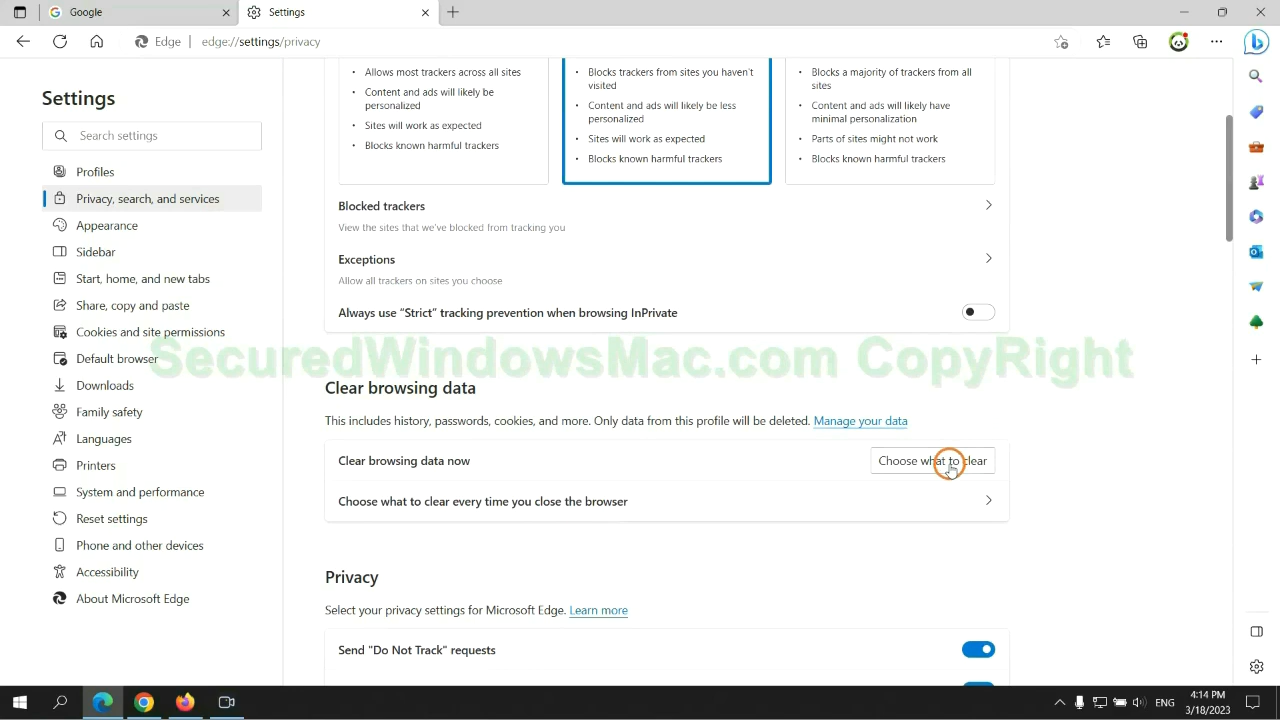 Google
Settings
Edge
edge://settings/privacy
Settings
Search settings
Profiles
Privacy, search, and services
Appearance
Sidebar
Start, home, and new tabs
Share, copy and paste
Cookies and site permissions
Default browser
Downloads
Family safety
Languages
Printers
System and performance
Reset settings
Phone and other devices
Accessibility
About Microsoft Edge
• Allows most trackers across all sites
• Content and ads will likely be
personalized
• Sites will work as expected
• Blocks known harmful trackers
• Blocks trackers from sites you haven't
visited
• Content and ads will likely be less
personalized
• Sites will work as expected
• Blocks known harmful trackers
• Blocks a majority of trackers from all
sites
• Content and ads will likely have
minimal personalization
• Parts of sites might not work
• Blocks known harmful trackers
Blocked trackers
View the sites that we've blocked from tracking you
Exceptions
Allow all trackers on sites you choose
Always use “Strict” tracking prevention when browsing InPrivate
SecuredWindowsMac.com CopyRight
Clear browsing data
This includes history, passwords, cookies, and more. Only data from this profile will be deleted. Manage your data
Clear browsing data now
Choose what to clear
Choose what to clear every time you close the browser
Privacy
Select your privacy settings for Microsoft Edge. Learn more
Send "Do Not Track" requests
ENG
4:14 PM
3/18/2023